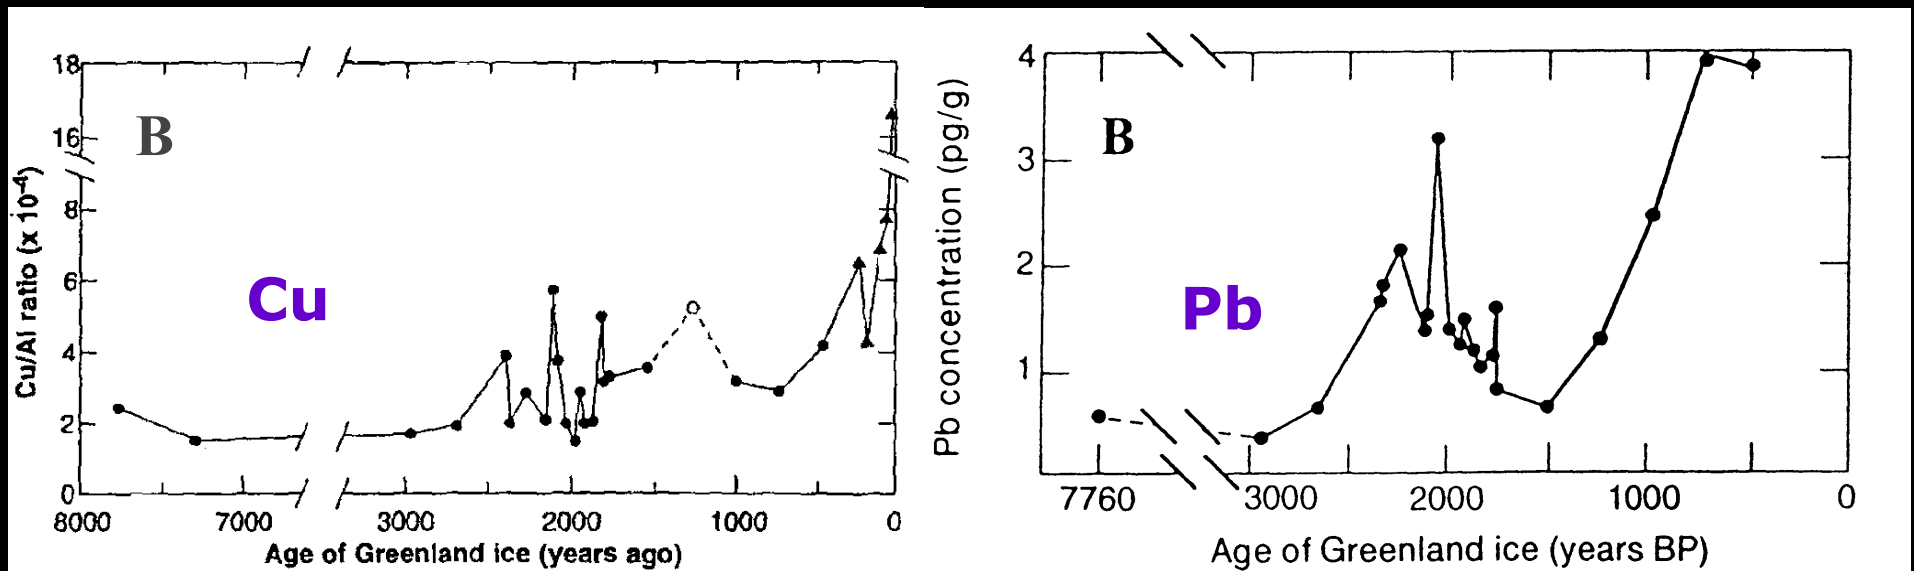 18
16
8
6
4
2
0
Cu/Al ratio (x 10⁻⁴)
B
Cu
8000 7000 3000 2000 1000 0
Age of Greenland ice (years ago)
4
3
2
1
Pb concentration (pg/g)
B
Pb
7760 3000 2000 1000 0
Age of Greenland ice (years BP)